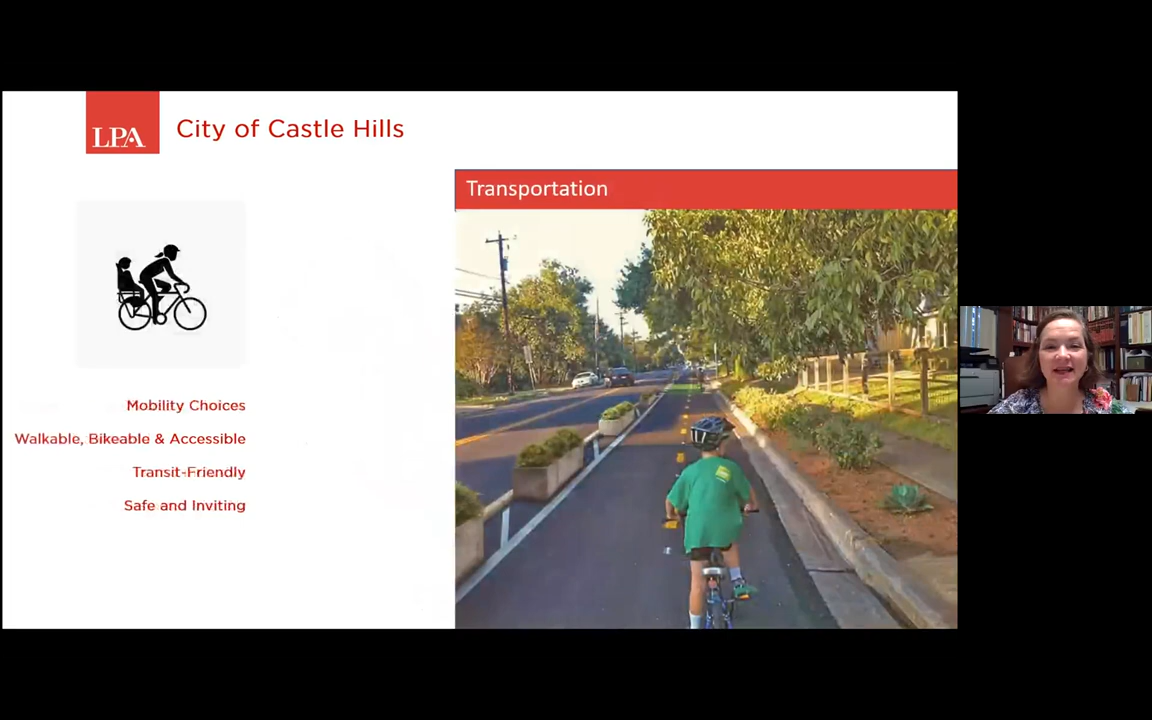 LPA
City of Castle Hills
Transportation
Mobility Choices
Walkable, Bikeable & Accessible
Transit-Friendly
Safe and Inviting